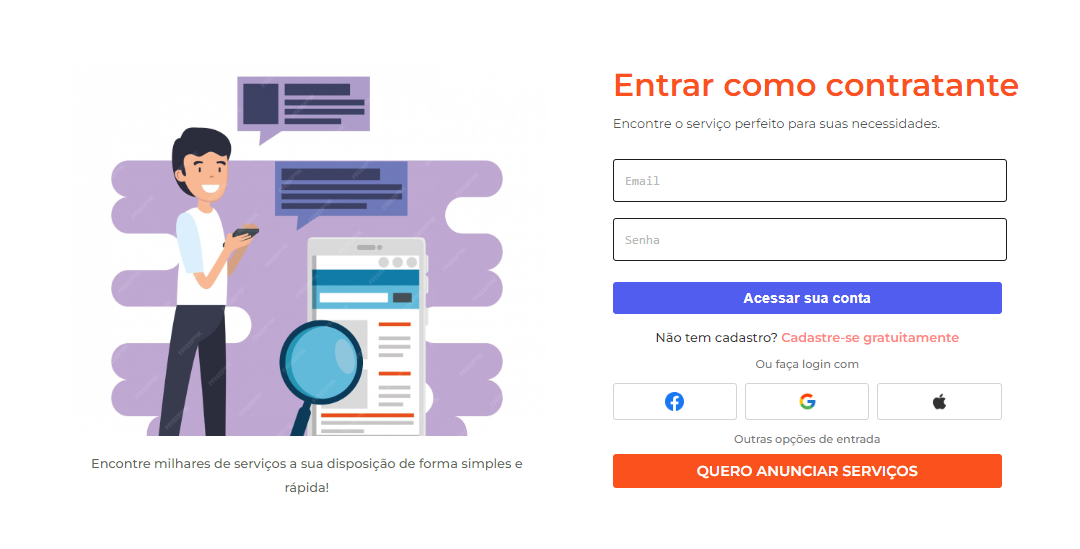 Entrar como contratante
Encontre o serviço perfeito para suas necessidades.
Email
Senha
Acessar sua conta
Não tem cadastro? Cadastre-se gratuitamente
Ou faça login com
Outras opções de entrada
QUERO ANUNCIAR SERVIÇOS
Encontre milhares de serviços a sua disposição de forma simples e
rápida!